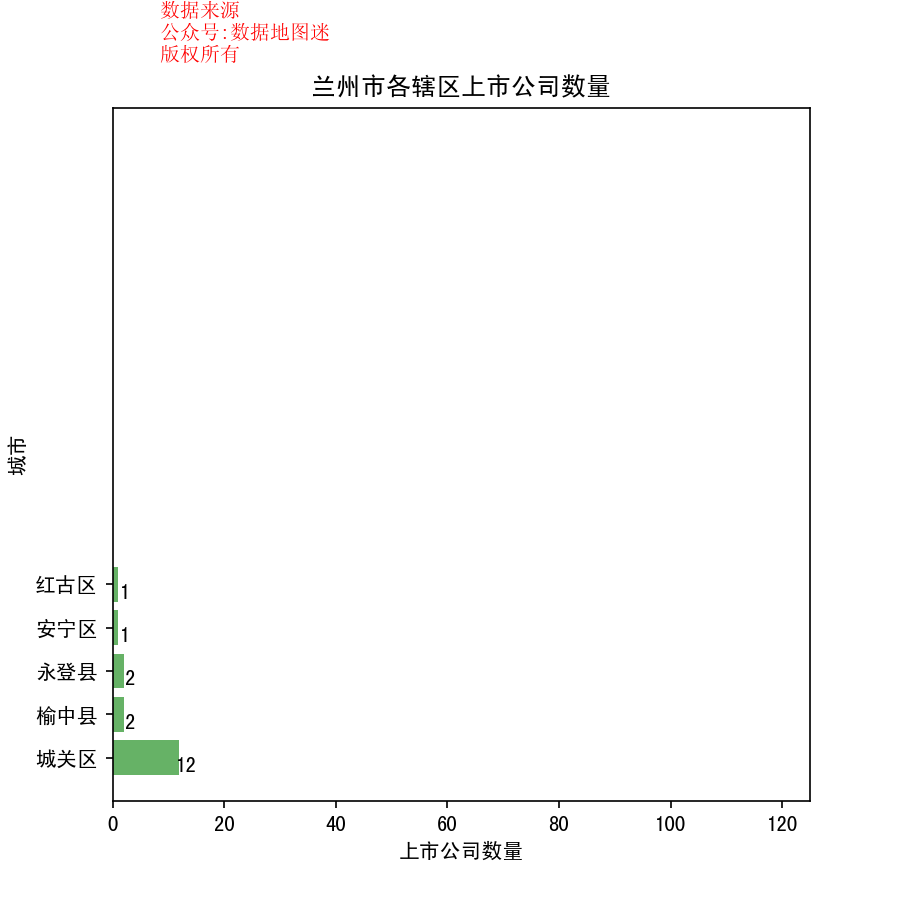 数据来源
公众号:数据地图迷
版权所有
兰州市各辖区上市公司数量
城市
红古区 1
安宁区 1
永登县 2
榆中县 2
城关区 12
0 20 40 60 80 100 120
上市公司数量